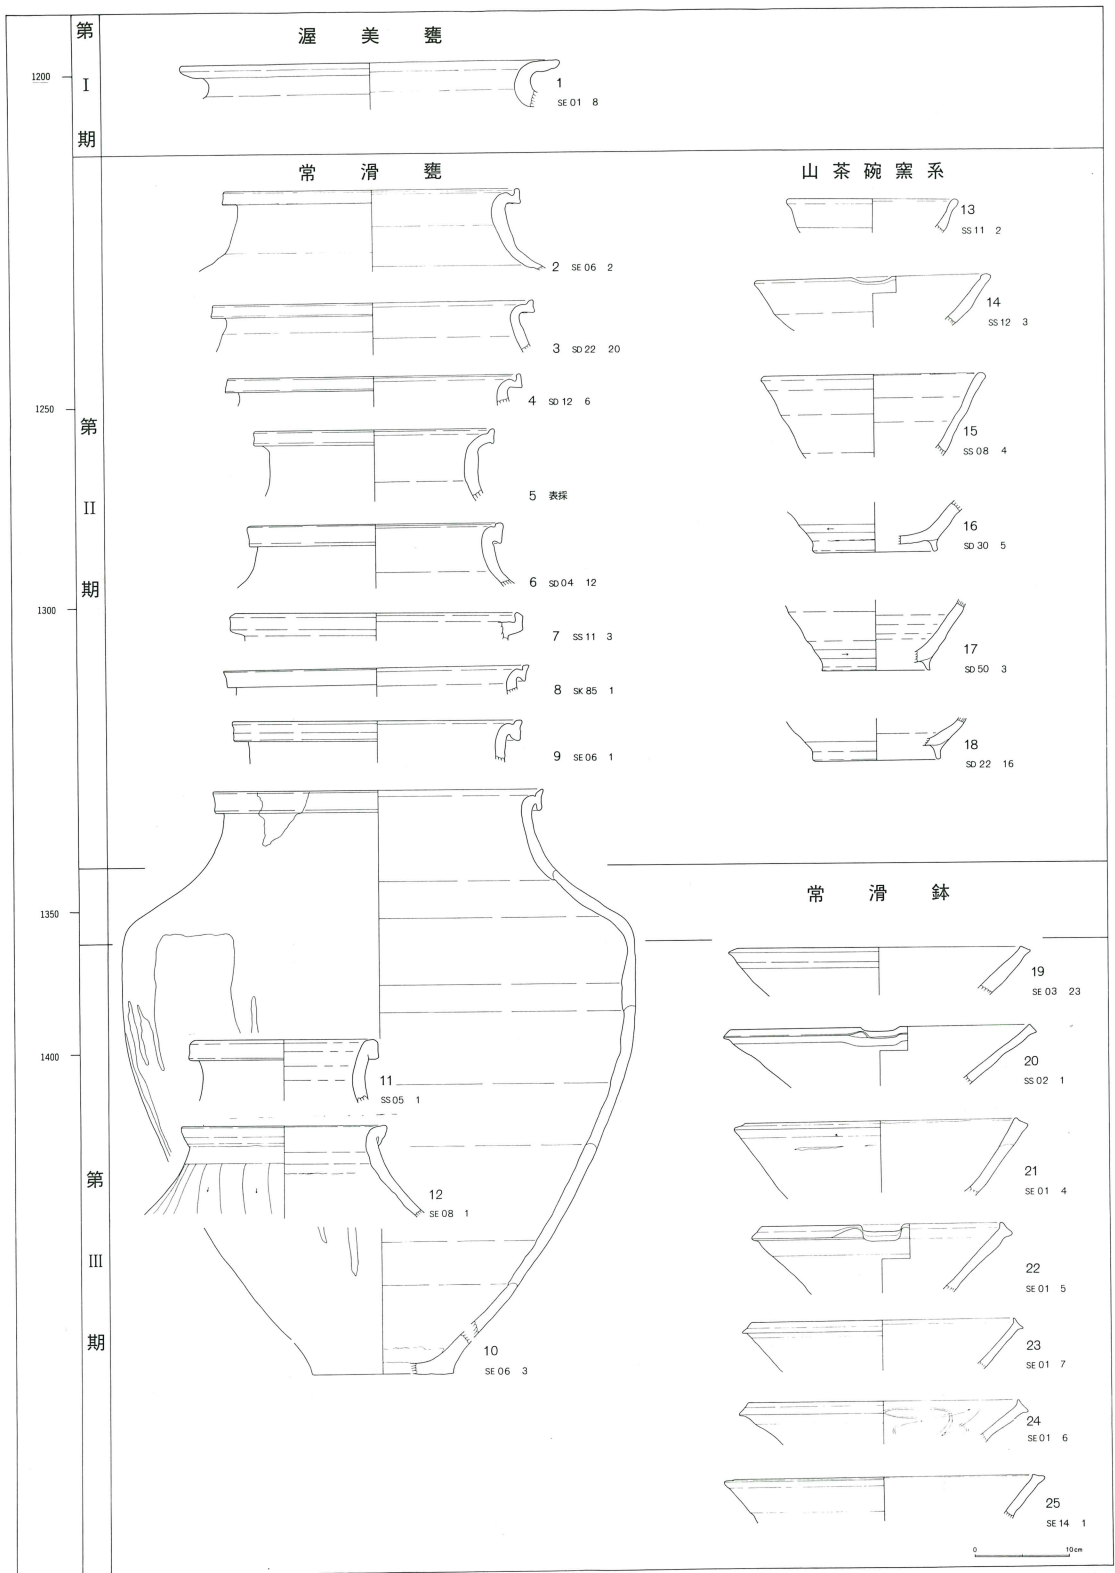 第
I
期
1200
渥美甕
1
SE 01 8
常滑甕
2 SE 06 2
3 SD 22 20
4 SD 12 6
5 表採
6 SD 04 12
7 SS 11 3
8 SK 85 1
9 SE 06 1
10
SE 06 3
11
SS 05 1
12
SE 08 1
山茶碗窯系
13
SS 11 2
14
SS 12 3
15
SS 08 4
16
SD 30 5
17
SD 50 3
18
SD 22 16
1250
第
II
期
1300
1350
1400
第
III
期
常滑鉢
19
SE 03 23
20
SS 02 1
21
SE 01 4
22
SE 01 5
23
SE 01 7
24
SE 01 6
25
SE 14 1
0 10cm